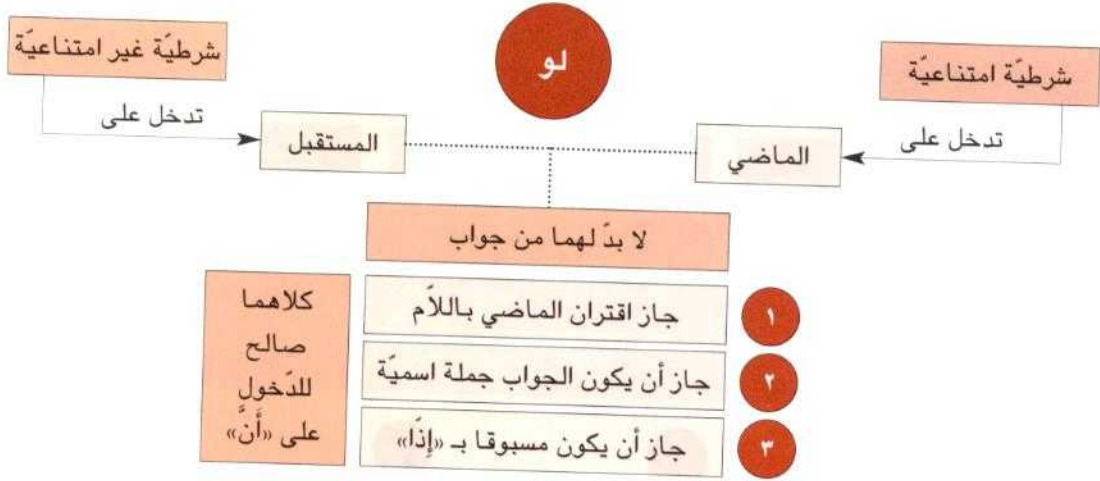 لو
شرطيّة امتناعيّة
تدخل على
الماضي
شرطيّة غير امتناعيّة
تدخل على
المستقبل
لا بدّ لهما من جواب
١
جاز اقتران الماضي باللاّم
٢
جاز أن يكون الجواب جملة اسميّة
٣
جاز أن يكون مسبوقا بـ «إِذًا»
كلاهما
صالح
للدّخول
على «أَنَّ»